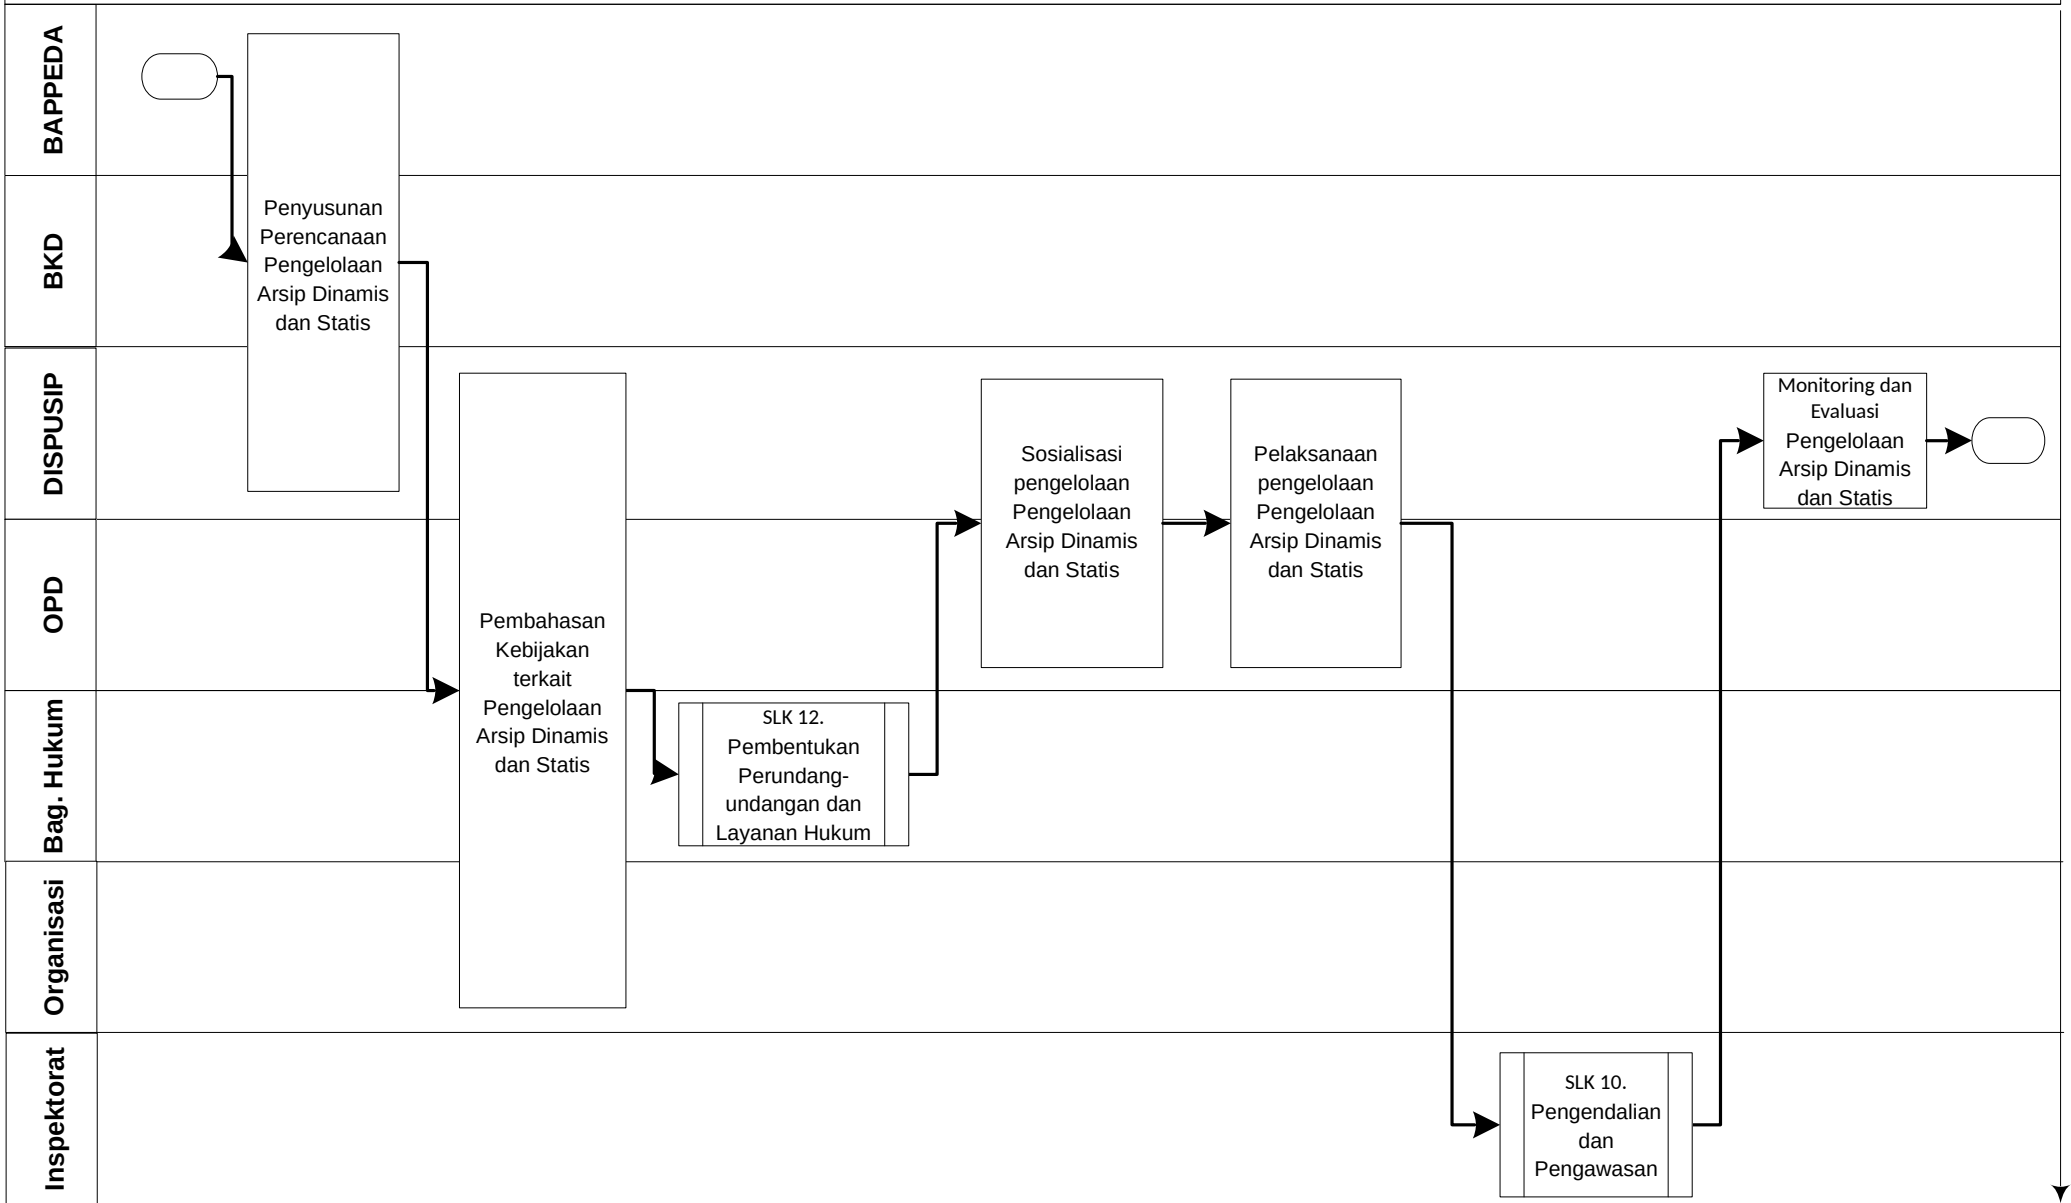 BAPPEDA
BKD
DISPUSIP
OPD
Bag. Hukum
Organisasi
Inspektorat
Penyusunan
Perencanaan
Pengelolaan
Arsip Dinamis
dan Statis
Pembahasan
Kebijakan
terkait
Pengelolaan
Arsip Dinamis
dan Statis
SLK 12.
Pembentukan
Perundang-
undangan dan
Layanan Hukum
Sosialisasi
pengelolaan
Pengelolaan
Arsip Dinamis
dan Statis
Pelaksanaan
pengelolaan
Pengelolaan
Arsip Dinamis
dan Statis
SLK 10.
Pengendalian
dan
Pengawasan
Monitoring dan
Evaluasi
Pengelolaan
Arsip Dinamis
dan Statis